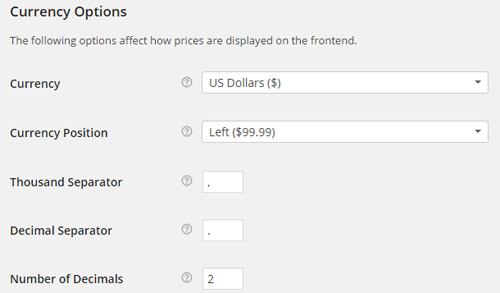 Currency Options
The following options affect how prices are displayed on the frontend.
Currency ? US Dollars ($)
Currency Position ? Left ($99.99)
Thousand Separator ? ,
Decimal Separator ? .
Number of Decimals ? 2